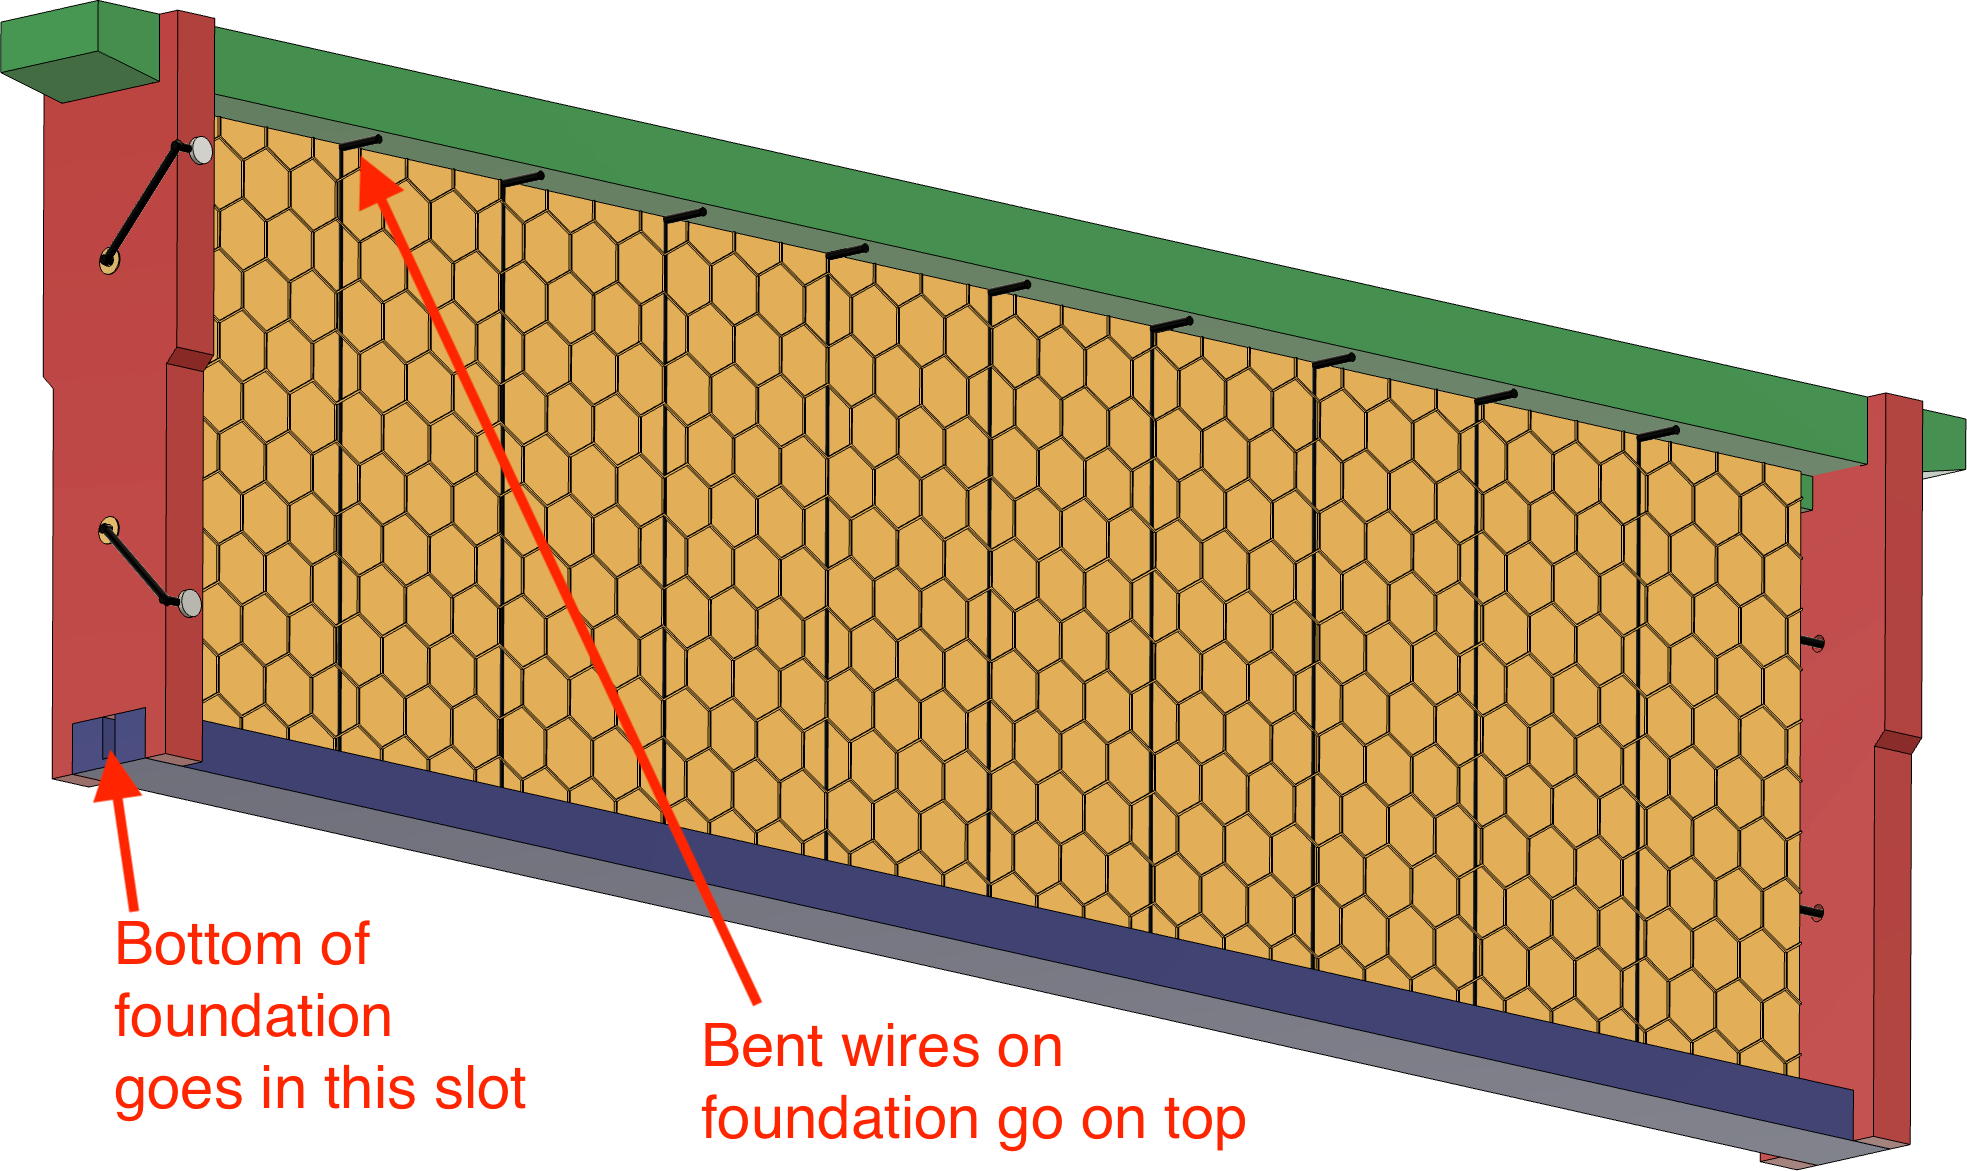 Bottom of
foundation
goes in this slot
Bent wires on
foundation go on top